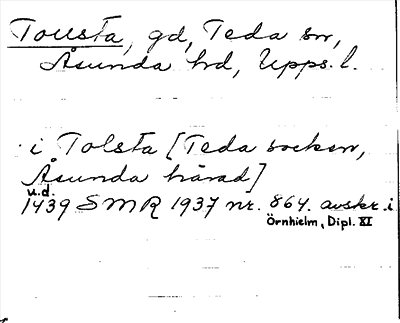 Tollsta, gd, Teda sn,
Åsunda hd, Upps. l.
i Tolsta [Teda socken,
Åsunda härad]
u.d.
1439 SMR 1937 nr. 864. avskr. i
Örnhielm, Dipl. XI